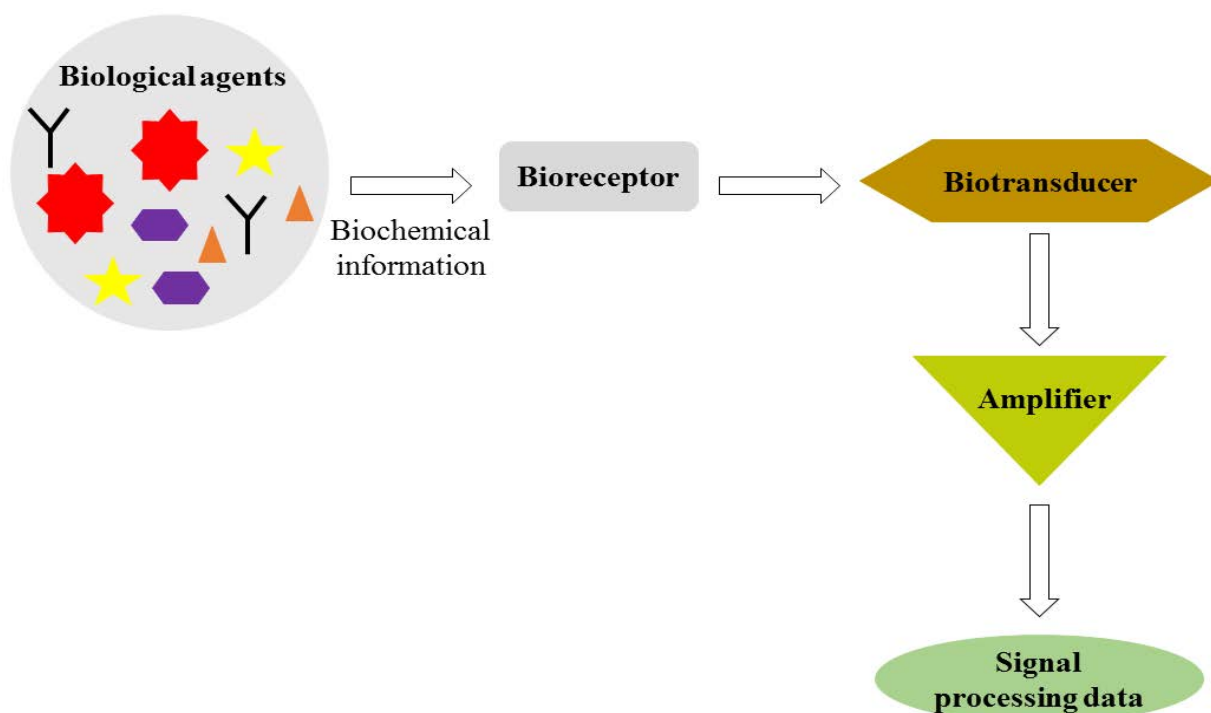 Biological agents
Biochemical
information
Bioreceptor
Biotransducer
Amplifier
Signal
processing data